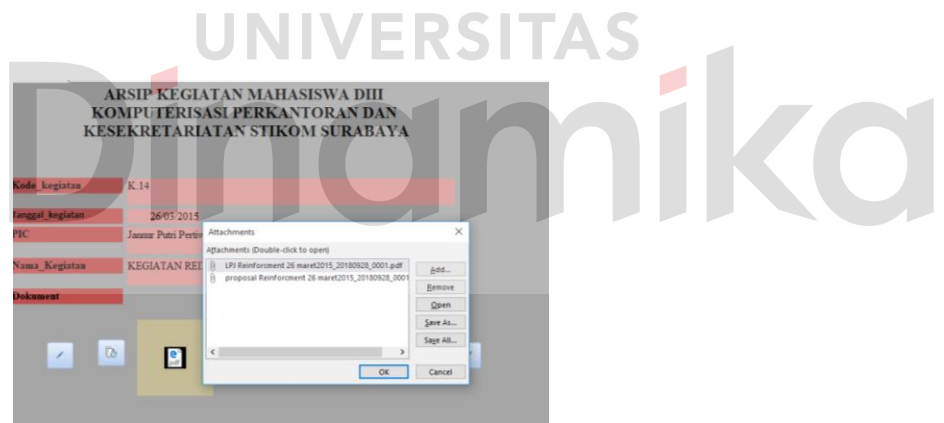 UNIVERSITAS
Dinamika
ARSIP KEGIATAN MAHASISWA DIII
KOMPUTERISASI PERKANTORAN DAN
KESEKRETARIATAN STIKOM SURABAYA
Kode_kegiatan K.14
Tanggal_kegiatan 26/03/2015
PIC Putri
Nama_Kegiatan KEGIATAN
Dokument
Attachments
Attachments (Double-click to open)
LPJ Reinforcment 26 maret2015_20180928_0001.pdf
proposal Reinforcment 26 maret2015_20180928_0001
Add...
Remove
Open
Save As...
Save All...
OK Cancel